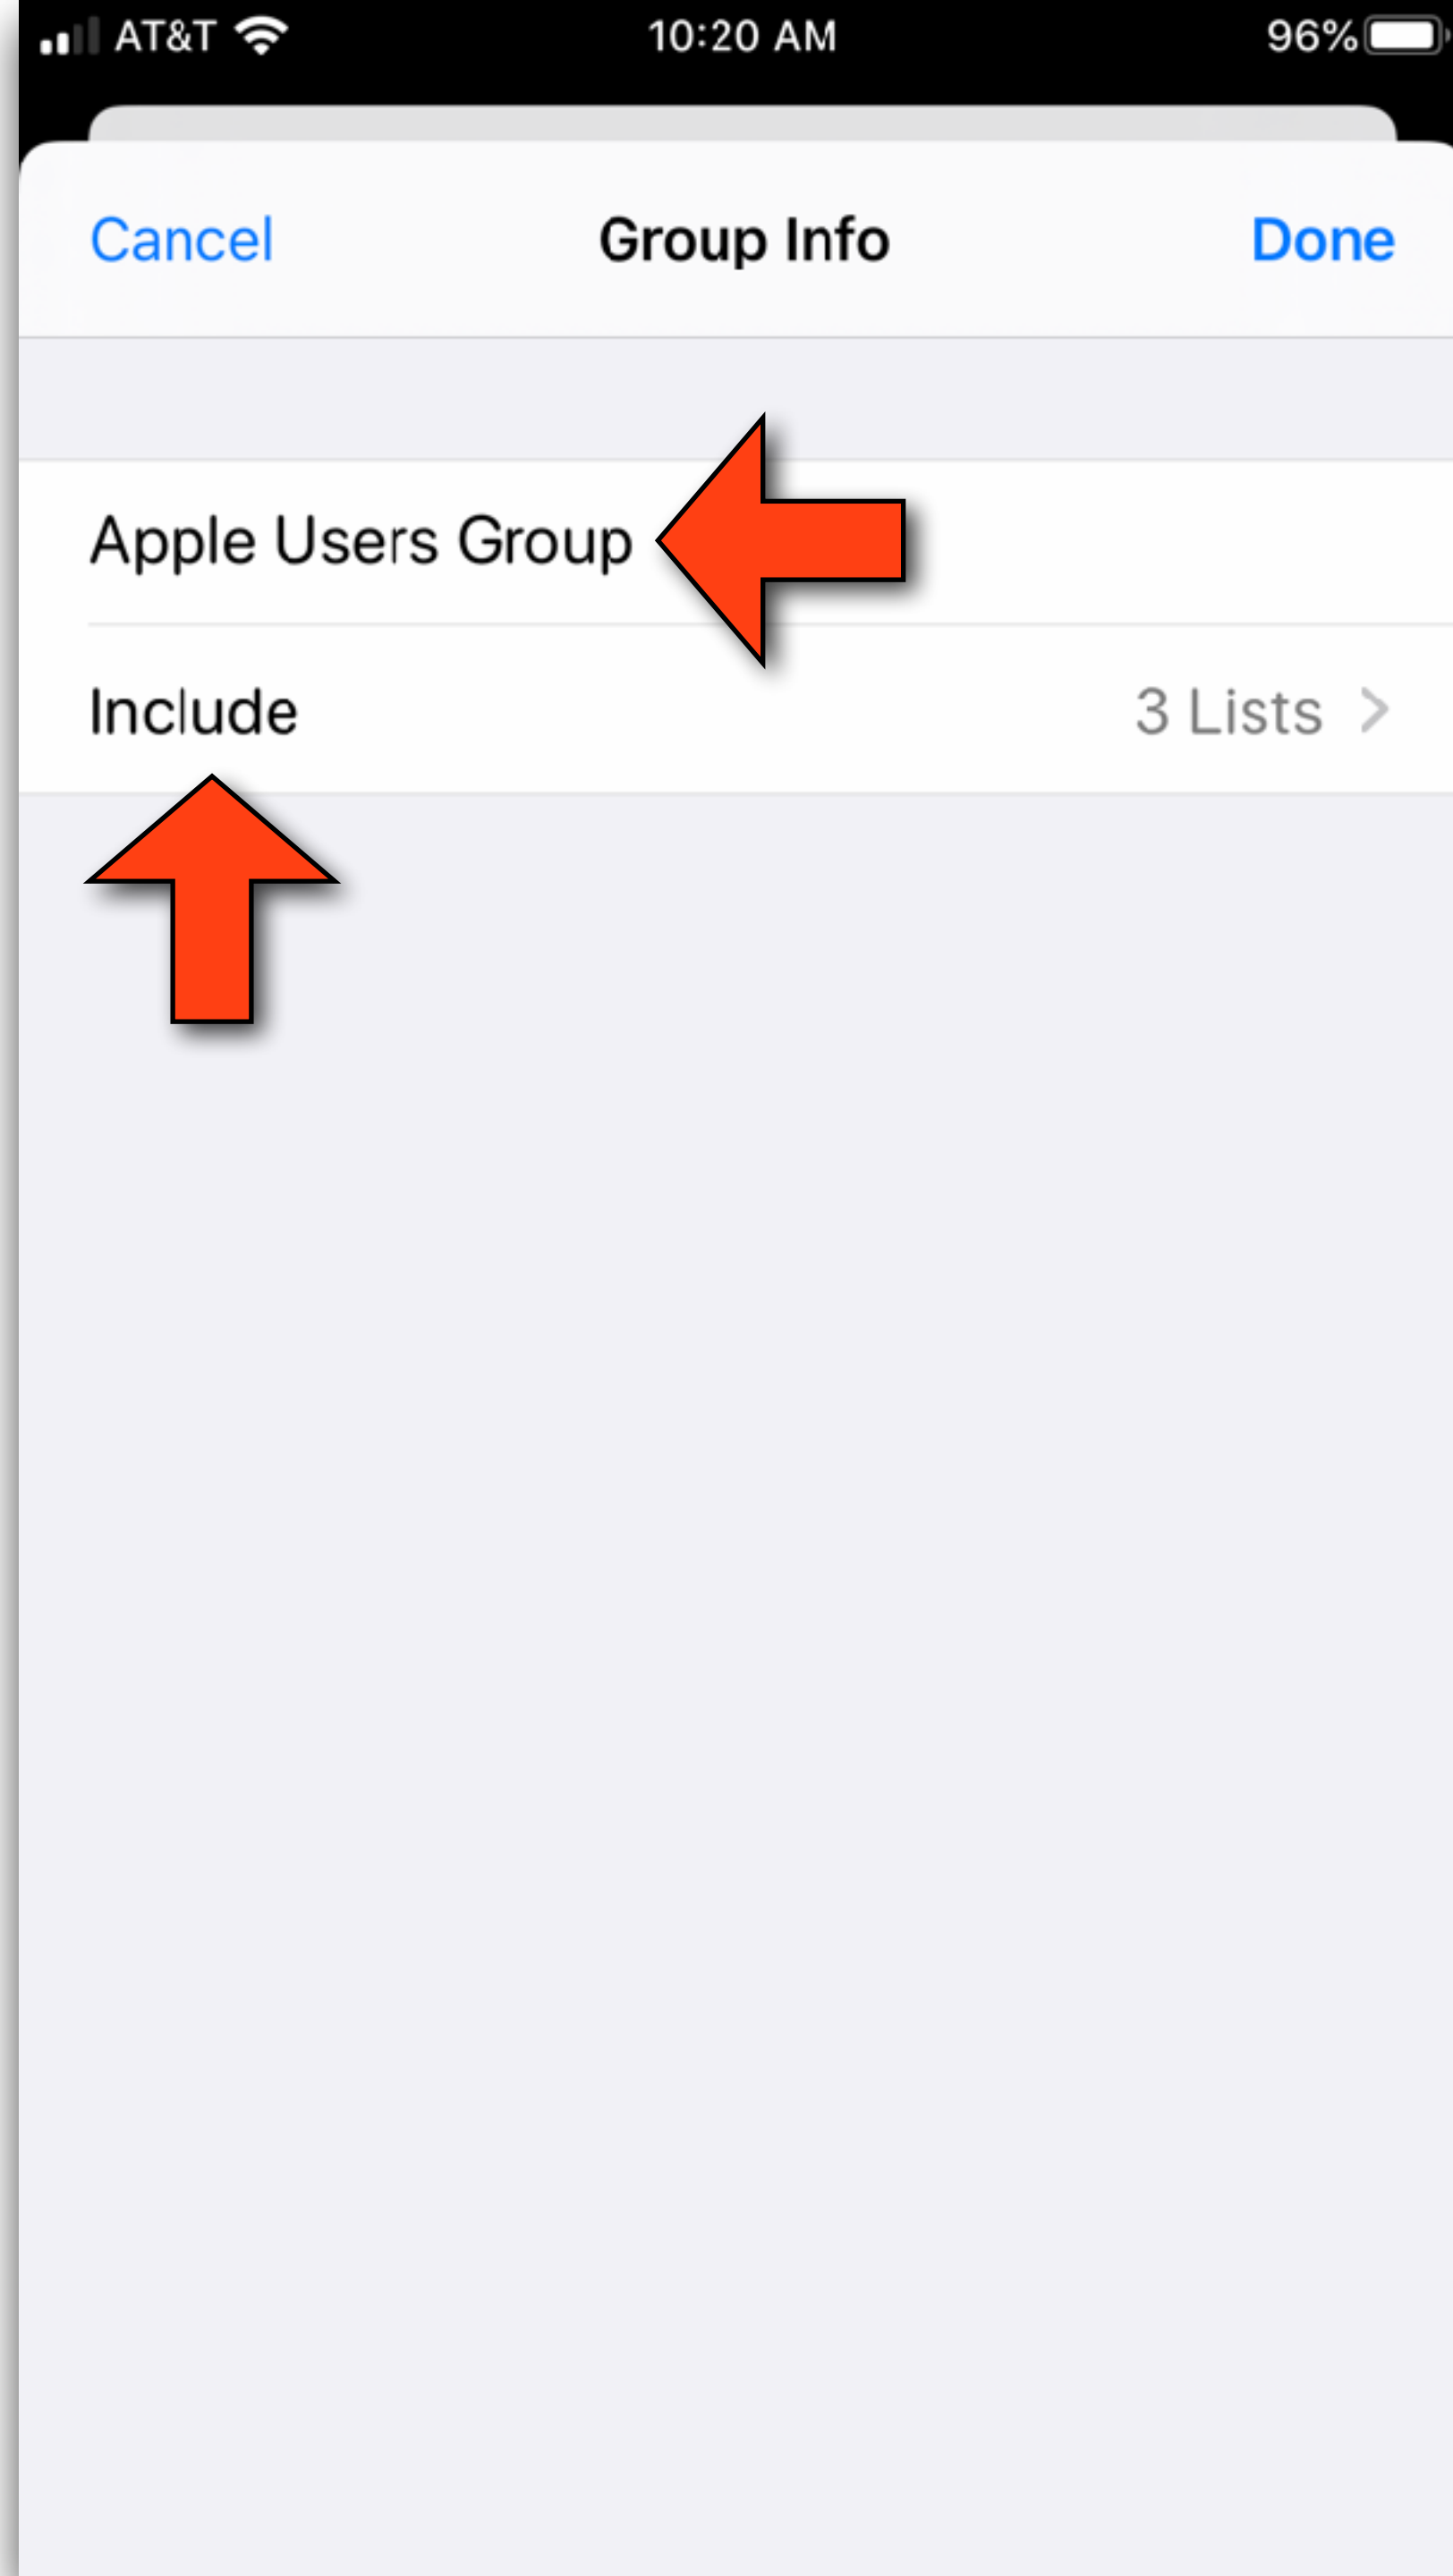 AT&T 10:20 AM 96%
Cancel Group Info Done
Apple Users Group
Include 3 Lists